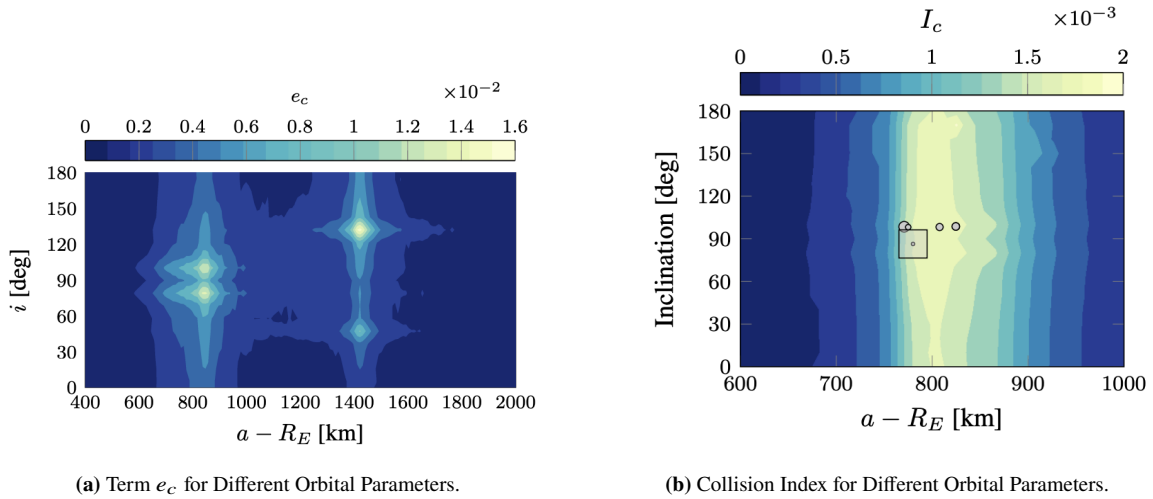 e_c
×10⁻²
0 0.2 0.4 0.6 0.8 1 1.2 1.4 1.6
180
150
120
90
60
30
0
i [deg]
400 600 800 1000 1200 1400 1600 1800 2000
a − R_E [km]
(a) Term e_c for Different Orbital Parameters.
I_c
×10⁻³
0 0.5 1 1.5 2
180
150
120
90
60
30
0
Inclination [deg]
600 700 800 900 1000
a − R_E [km]
(b) Collision Index for Different Orbital Parameters.